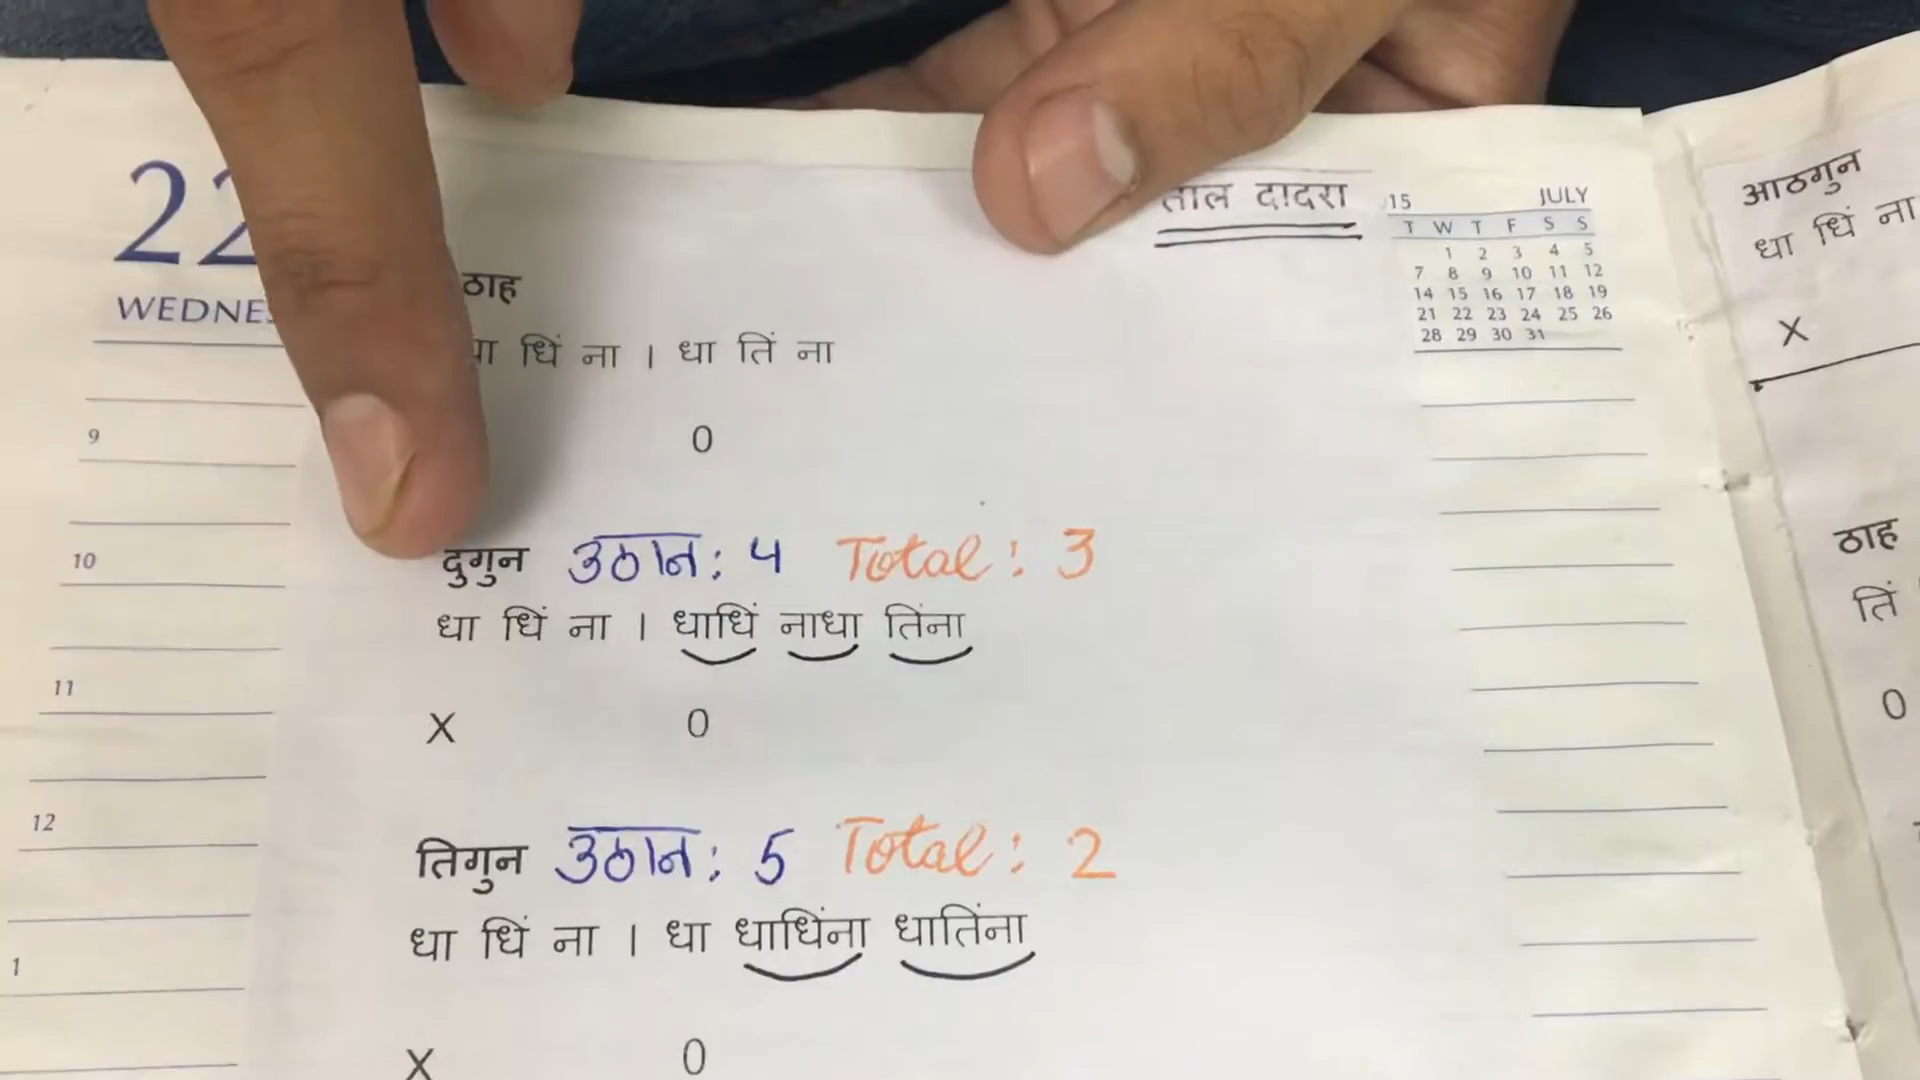 22
ताल दादरा
15 JULY
T W T F S S
1 2 3 4 5
7 8 9 10 11 12
14 15 16 17 18 19
21 22 23 24 25 26
28 29 30 31
ठाह
धिं ना । धा तिं ना
0
दुगुन उठान: 4 Total: 3
धा धिं ना । धाधिं नाधा तिंना
X 0
तिगुन उठान: 5 Total: 2
धा धिं ना । धा धाधिंना धातिंना
X 0
9
10
11
12
1
आठगुन
धा धिं ना
X
ठाह
तिं
0